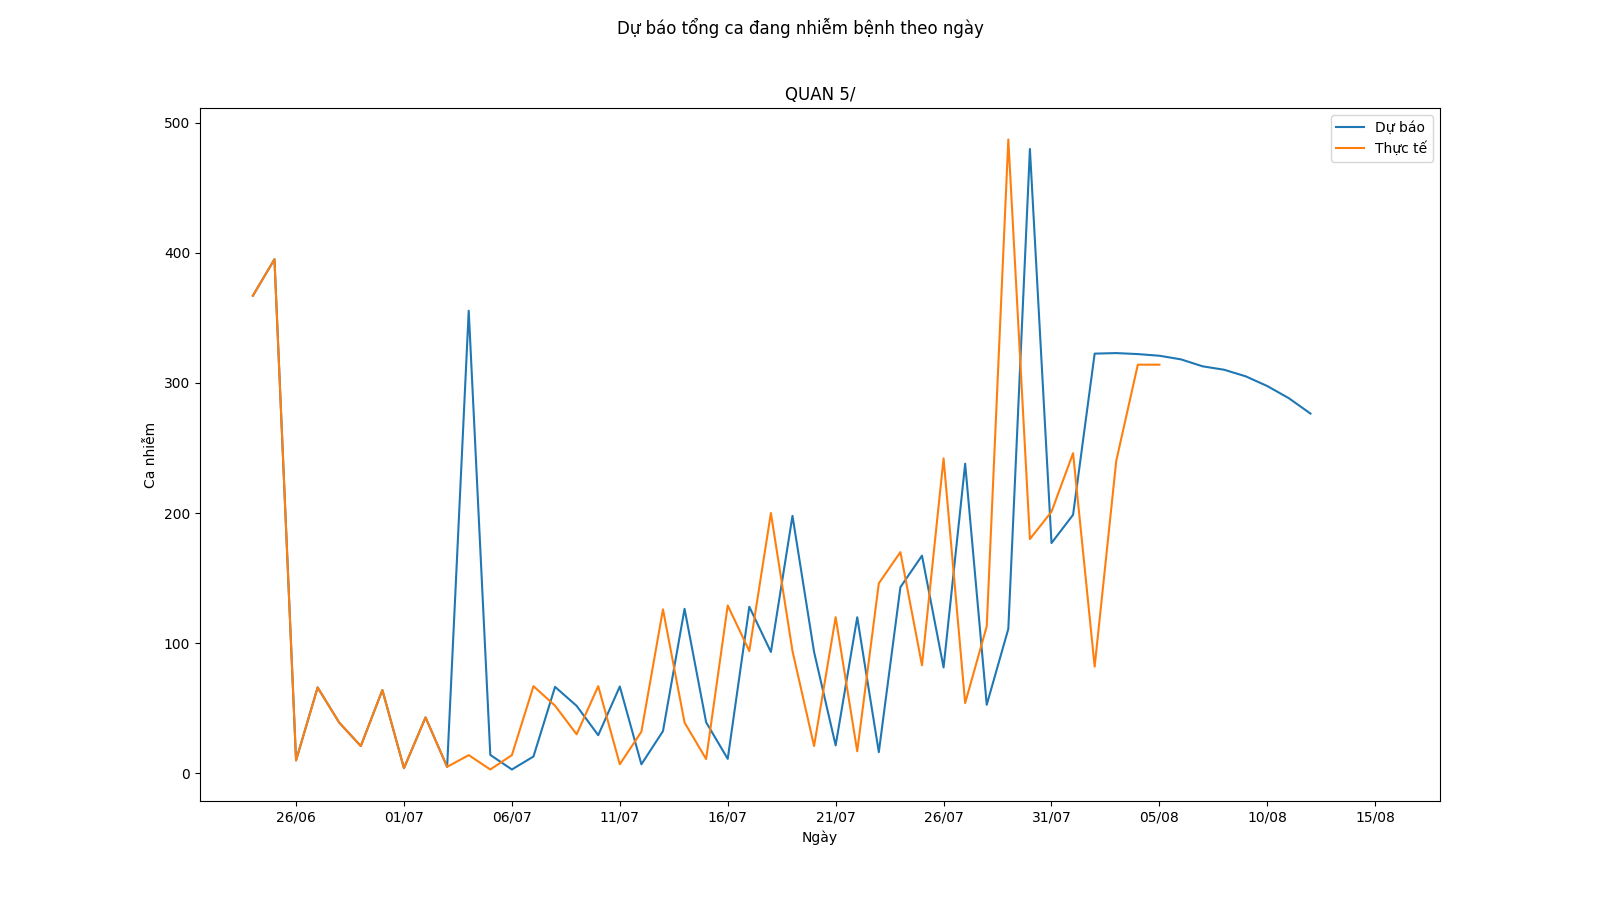 Dự báo tổng ca đang nhiễm bệnh theo ngày
QUAN 5/
500
400
300
200
100
0
Ca nhiễm
Dự báo
Thực tế
26/06 01/07 06/07 11/07 16/07 21/07 26/07 31/07 05/08 10/08 15/08
Ngày